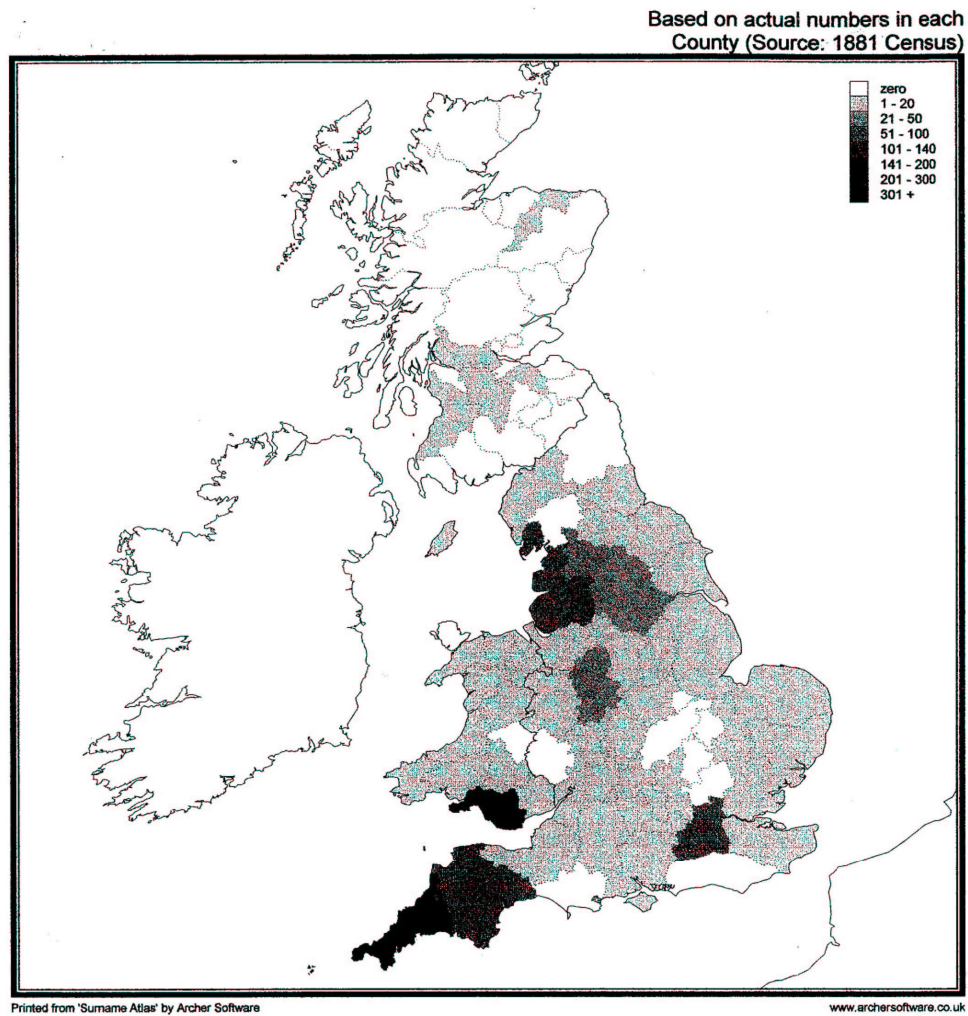 Based on actual numbers in each
County (Source: 1881 Census)
zero
1 - 20
21 - 50
51 - 100
101 - 140
141 - 200
201 - 300
301 +
Printed from 'Surname Atlas' by Archer Software
www.archersoftware.co.uk